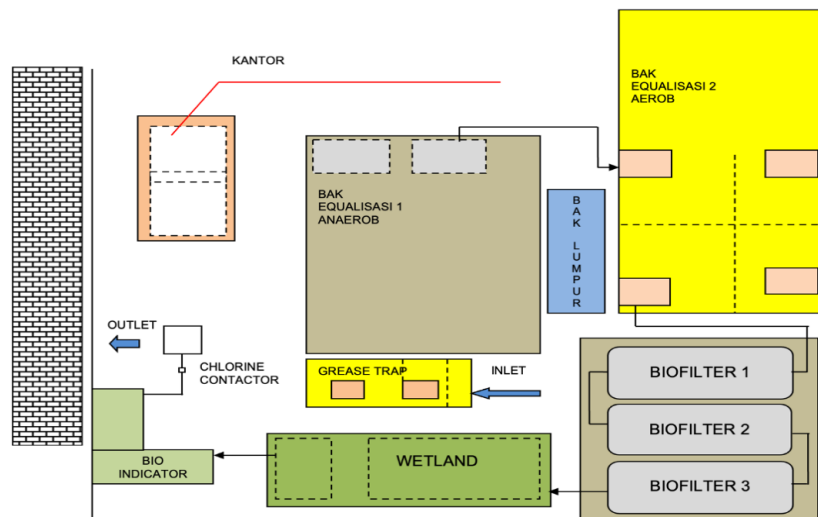 KANTOR
BAK
EQUALISASI 2
AEROB
BAK
EQUALISASI 1
ANAEROB
B
A
K
L
U
M
P
U
R
OUTLET
CHLORINE
CONTACTOR
GREASE TRAP
INLET
BIOFILTER 1
BIOFILTER 2
BIOFILTER 3
WETLAND
BIO
INDICATOR